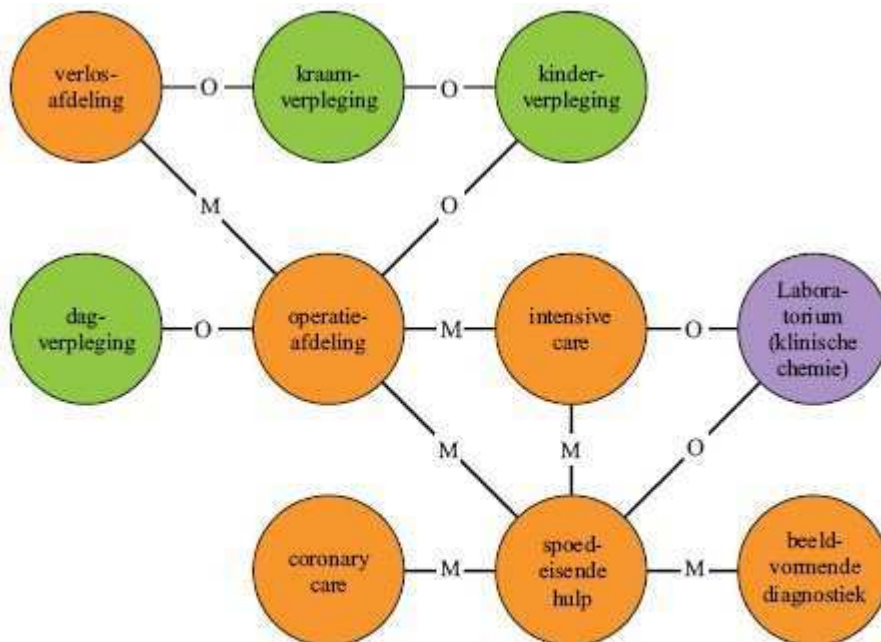 verlos-
afdeling
O
kraam-
verpleging
O
kinder-
verpleging
M
O
dag-
verpleging
O
operatie-
afdeling
M
intensive
care
O
Labora-
torium
(klinische
chemie)
M
M
O
coronary
care
M
spoed-
eisende
hulp
M
beeld-
vormende
diagnostiek